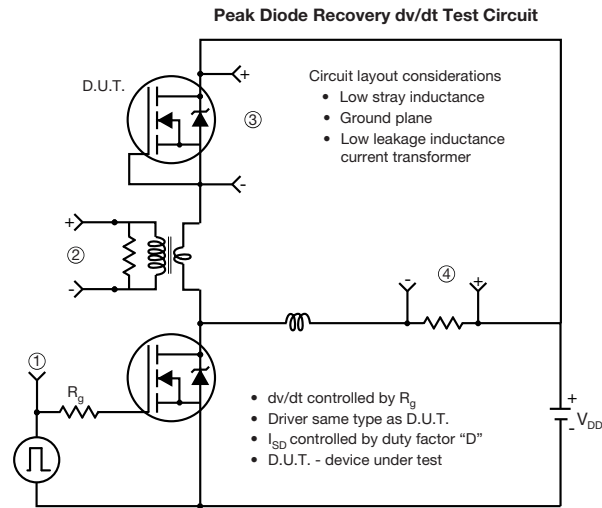 Peak Diode Recovery dv/dt Test Circuit
D.U.T.
+
③
-
Circuit layout considerations
• Low stray inductance
• Ground plane
• Low leakage inductance
current transformer
+
②
-
-
④
+
①
Rg
• dv/dt controlled by Rg
• Driver same type as D.U.T.
• ISD controlled by duty factor “D”
• D.U.T. - device under test
+
-
VDD